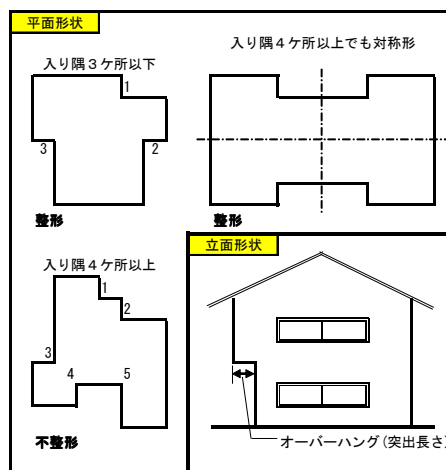 平面形状
入り隅３ケ所以下
1
3
2
整形
入り隅４ケ所以上でも対称形
整形
入り隅４ケ所以上
1
2
3
4
5
不整形
立面形状
オーバーハング(突出長さ)